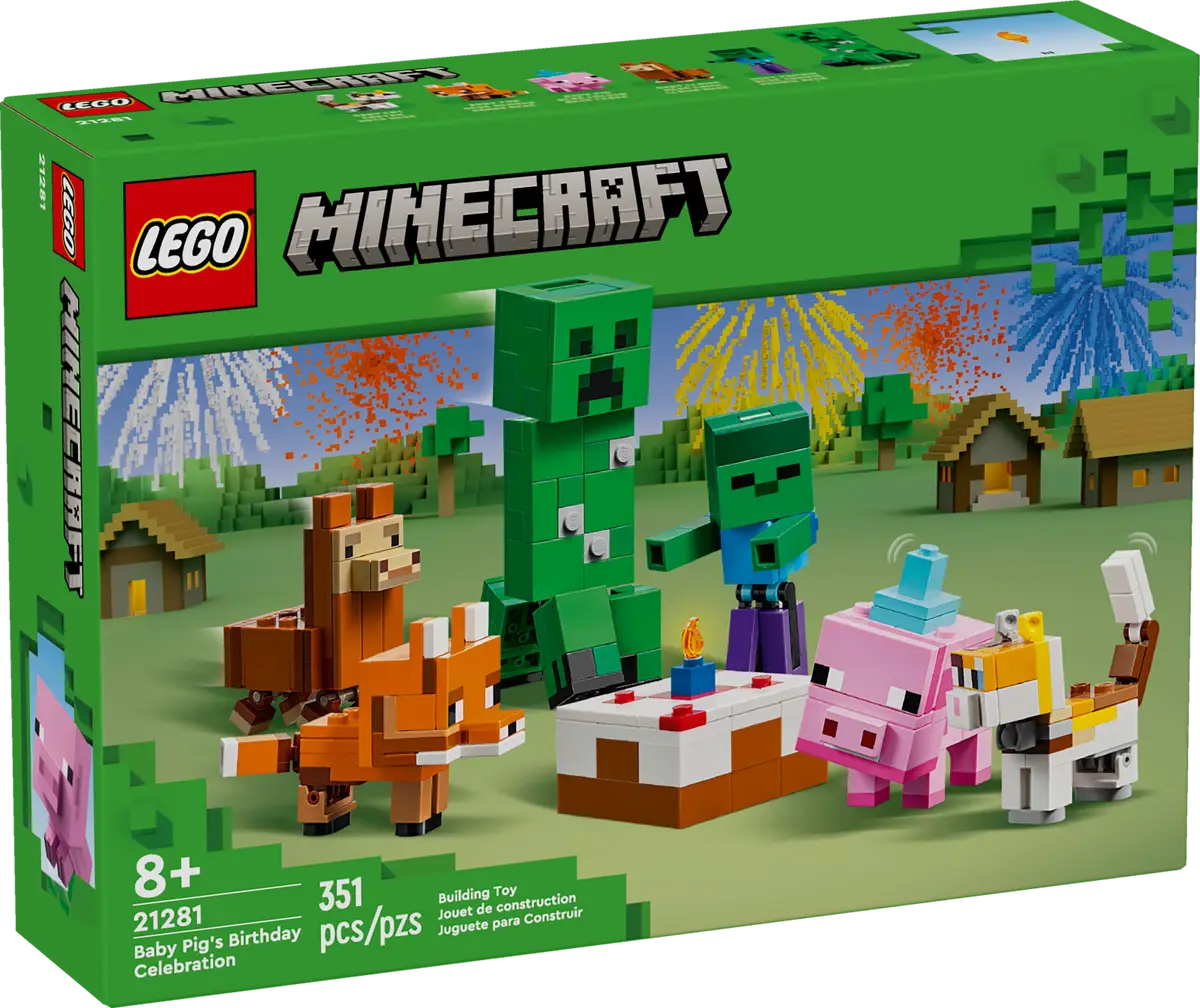 LEGO
MINECRAFT
21281
LEGO
MINECRAFT
21281
LEGO
MINECRAFT
8+
21281
Baby Pig's Birthday
Celebration
351
pcs/pzs
Building Toy
Jouet de construction
Juguete para Construir